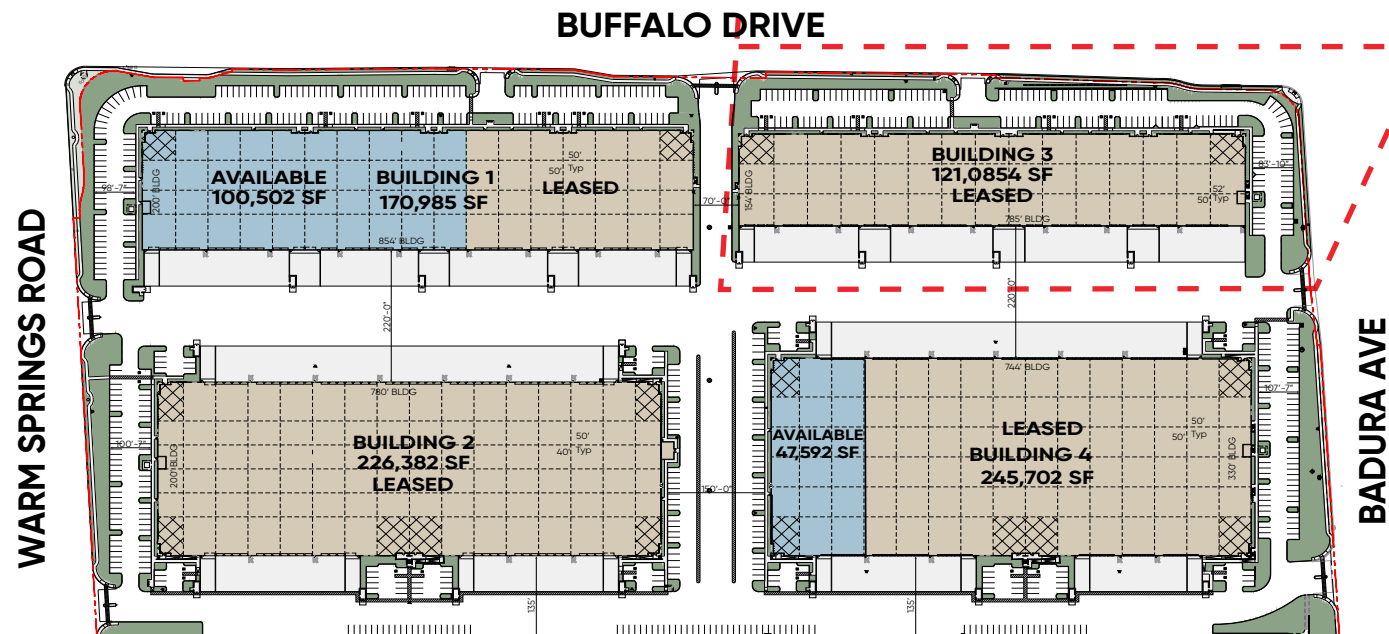 BUFFALO DRIVE
WARM SPRINGS ROAD
BADURA AVE
AVAILABLE
100,502 SF
BUILDING 1
170,985 SF
LEASED
50'
50' Typ
200' BLDG
854' BLDG
98'-7"
70'-0"
BUILDING 3
121,0854 SF
LEASED
154' BLDG
785' BLDG
52'
50' Typ
83'-10"
220'-0"
220'-0"
780' BLDG
BUILDING 2
226,382 SF
LEASED
50'
40' Typ
200' BLDG
100'-7"
150'-0"
744' BLDG
AVAILABLE
47,592 SF
LEASED
BUILDING 4
245,702 SF
50'
50' Typ
330' BLDG
107'-7"
135'
135'